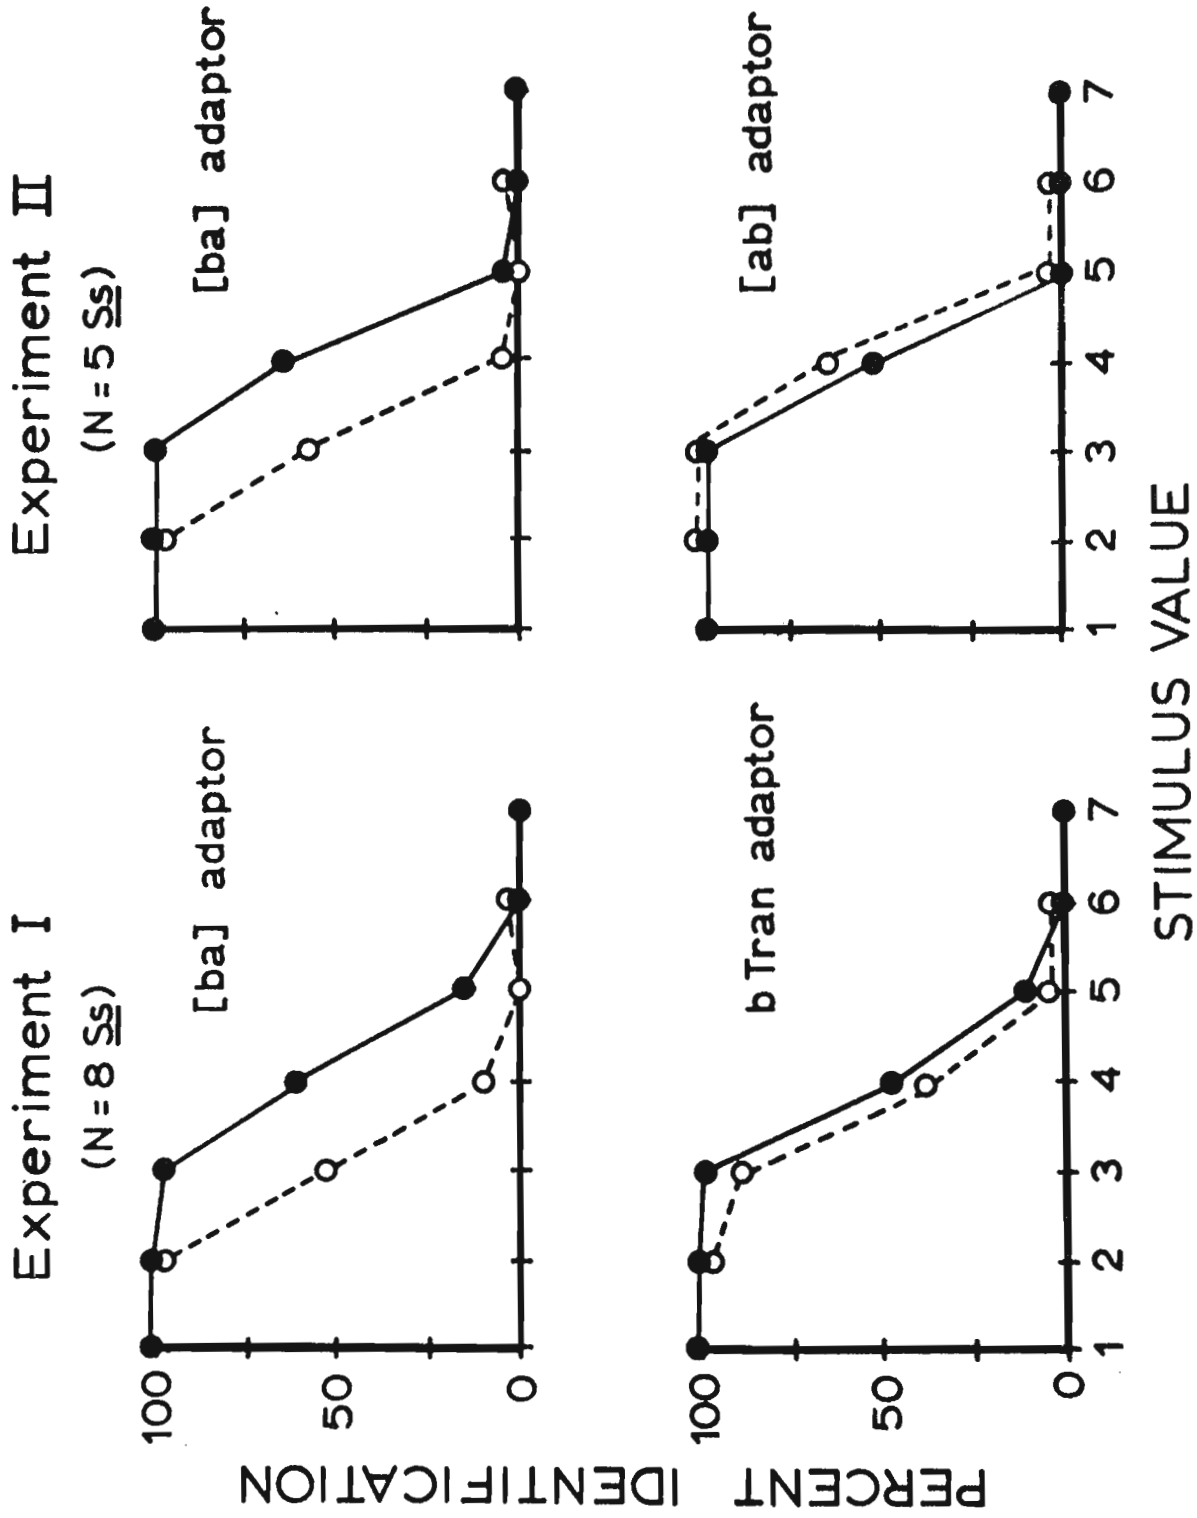 Experiment I
(N = 8 Ss)
Experiment II
(N = 5 Ss)
[ba] adaptor
[ba] adaptor
100
50
0
b Tran adaptor
[ab] adaptor
100
50
0
1 2 3 4 5 6 7
1 2 3 4 5 6 7
PERCENT IDENTIFICATION
STIMULUS VALUE